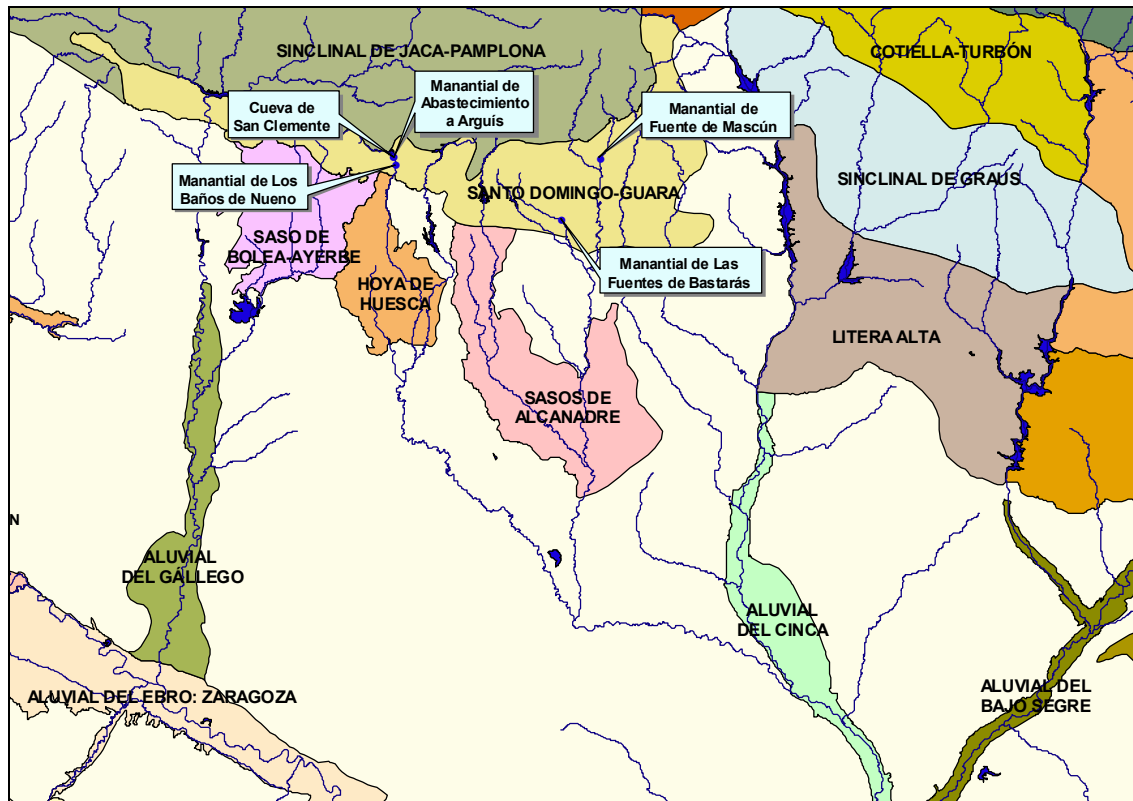 SINCLINAL DE JACA-PAMPLONA
COTIELLA-TURBÓN
Cueva de
San Clemente
Manantial de
Abastecimiento
a Arguís
Manantial de
Fuente de Mascún
Manantial de Los
Baños de Nueno
SANTO DOMINGO-GUARA
SINCLINAL DE GRAUS
SASO DE
BOLEA-AYERBE
HOYA DE
HUESCA
Manantial de Las
Fuentes de Bastarás
LITERA ALTA
SASOS DE
ALCANADRE
N
ALUVIAL
DEL GÁLLEGO
ALUVIAL
DEL CINCA
ALUVIAL DEL EBRO: ZARAGOZA
ALUVIAL DEL
BAJO SEGRE